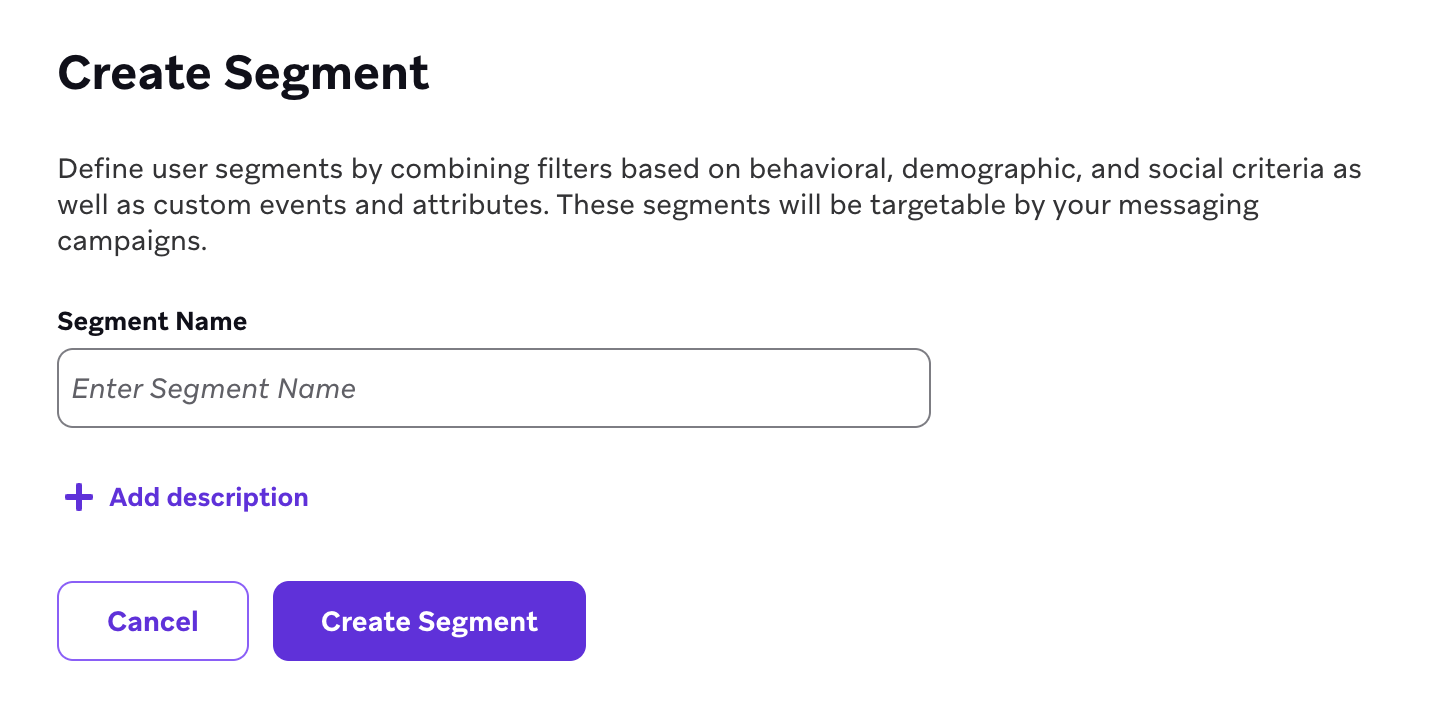 Create Segment
Define user segments by combining filters based on behavioral, demographic, and social criteria as
well as custom events and attributes. These segments will be targetable by your messaging
campaigns.
Segment Name
Enter Segment Name
Add description
Cancel
Create Segment